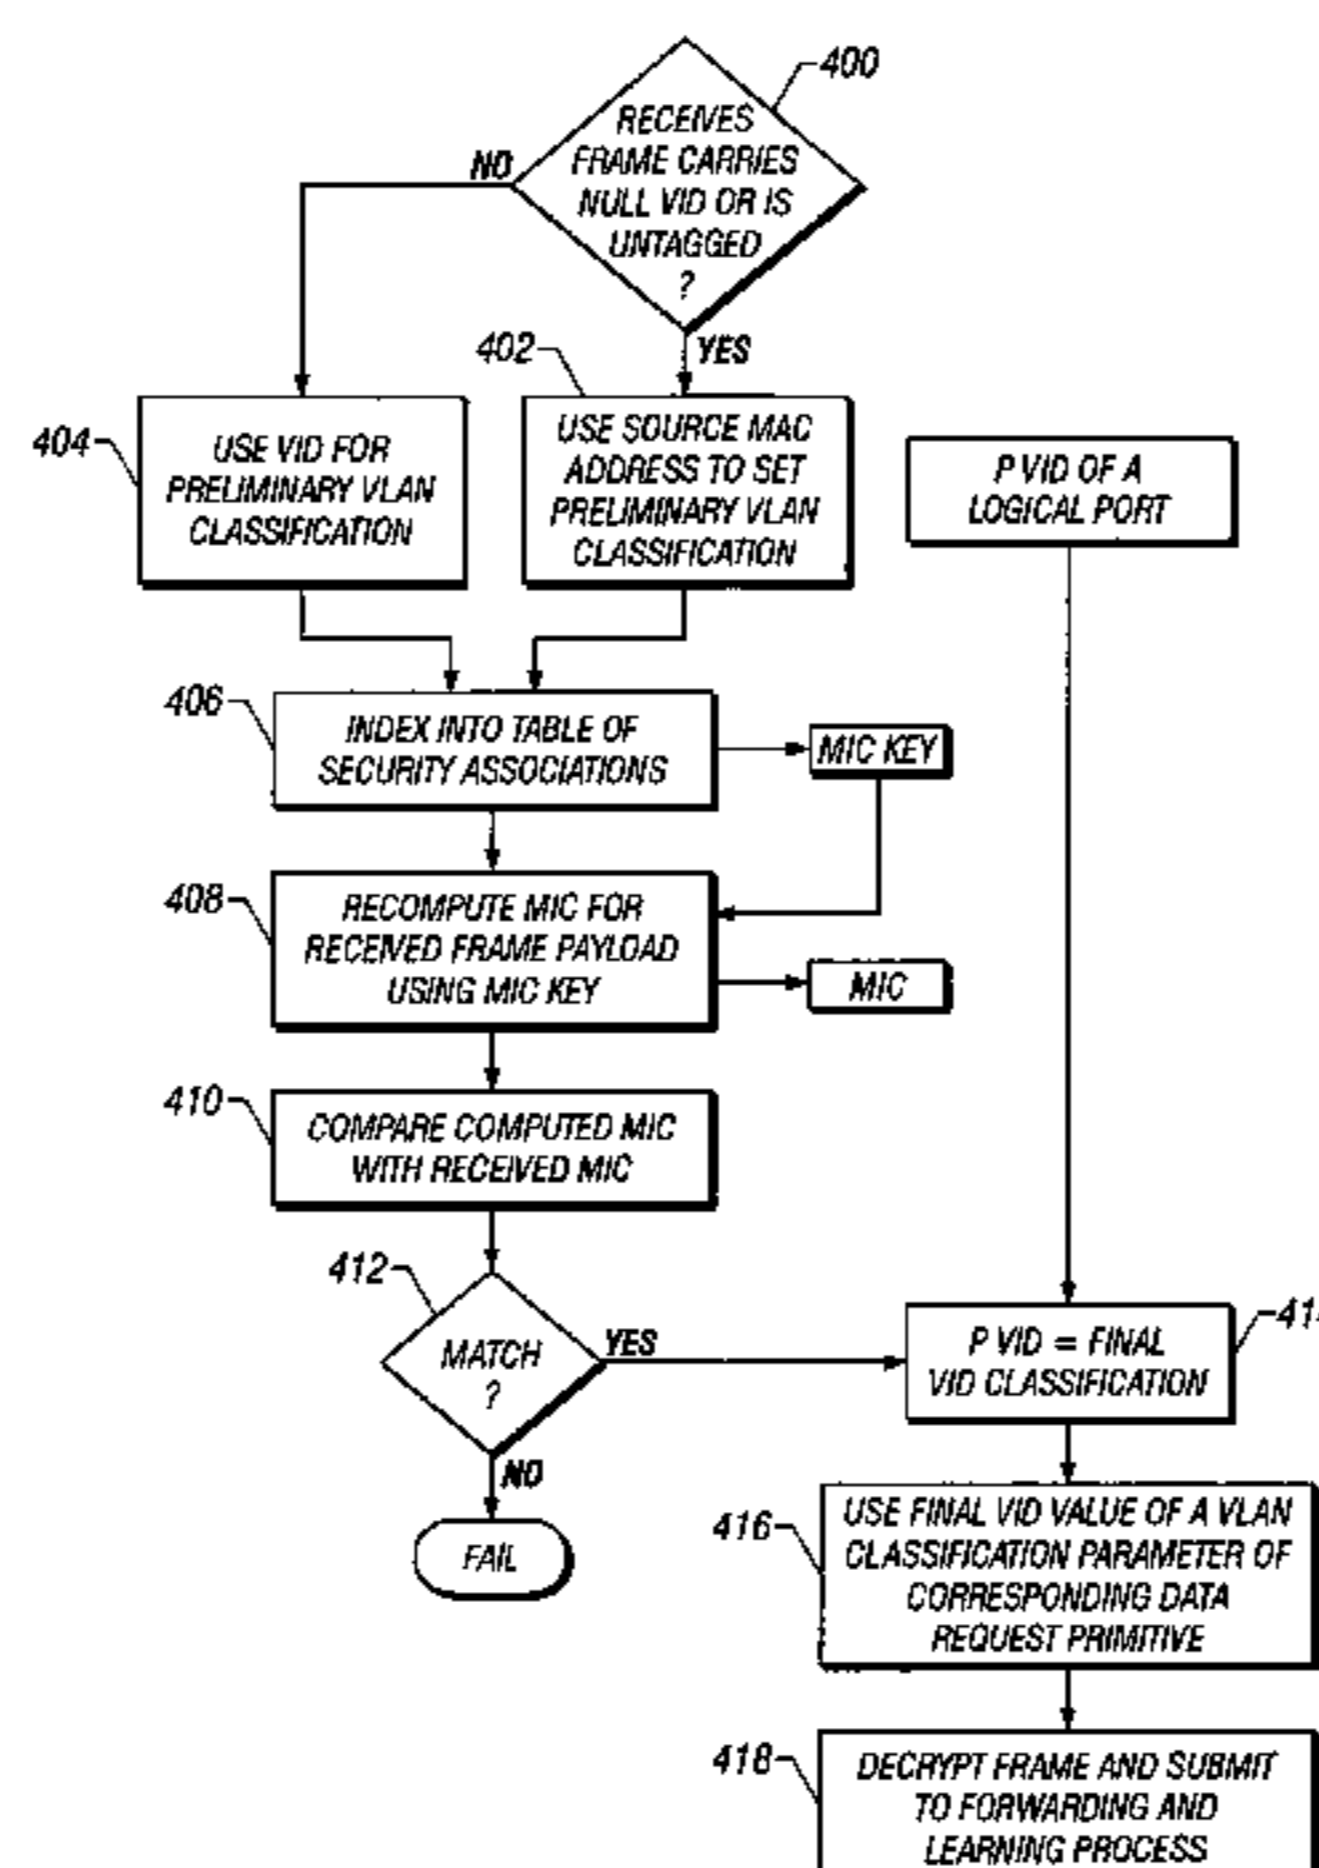 400
RECEIVES
FRAME CARRIES
NULL VID OR IS
UNTAGGED
?
NO
YES
402
404
USE VID FOR
PRELIMINARY VLAN
CLASSIFICATION
USE SOURCE MAC
ADDRESS TO SET
PRELIMINARY VLAN
CLASSIFICATION
P VID OF A
LOGICAL PORT
406
INDEX INTO TABLE OF
SECURITY ASSOCIATIONS
MIC KEY
408
RECOMPUTE MIC FOR
RECEIVED FRAME PAYLOAD
USING MIC KEY
MIC
410
COMPARE COMPUTED MIC
WITH RECEIVED MIC
412
MATCH
?
YES
NO
FAIL
P VID = FINAL
VID CLASSIFICATION
416
USE FINAL VID VALUE OF A VLAN
CLASSIFICATION PARAMETER OF
CORRESPONDING DATA
REQUEST PRIMITIVE
418
DECRYPT FRAME AND SUBMIT
TO FORWARDING AND
LEARNING PROCESS